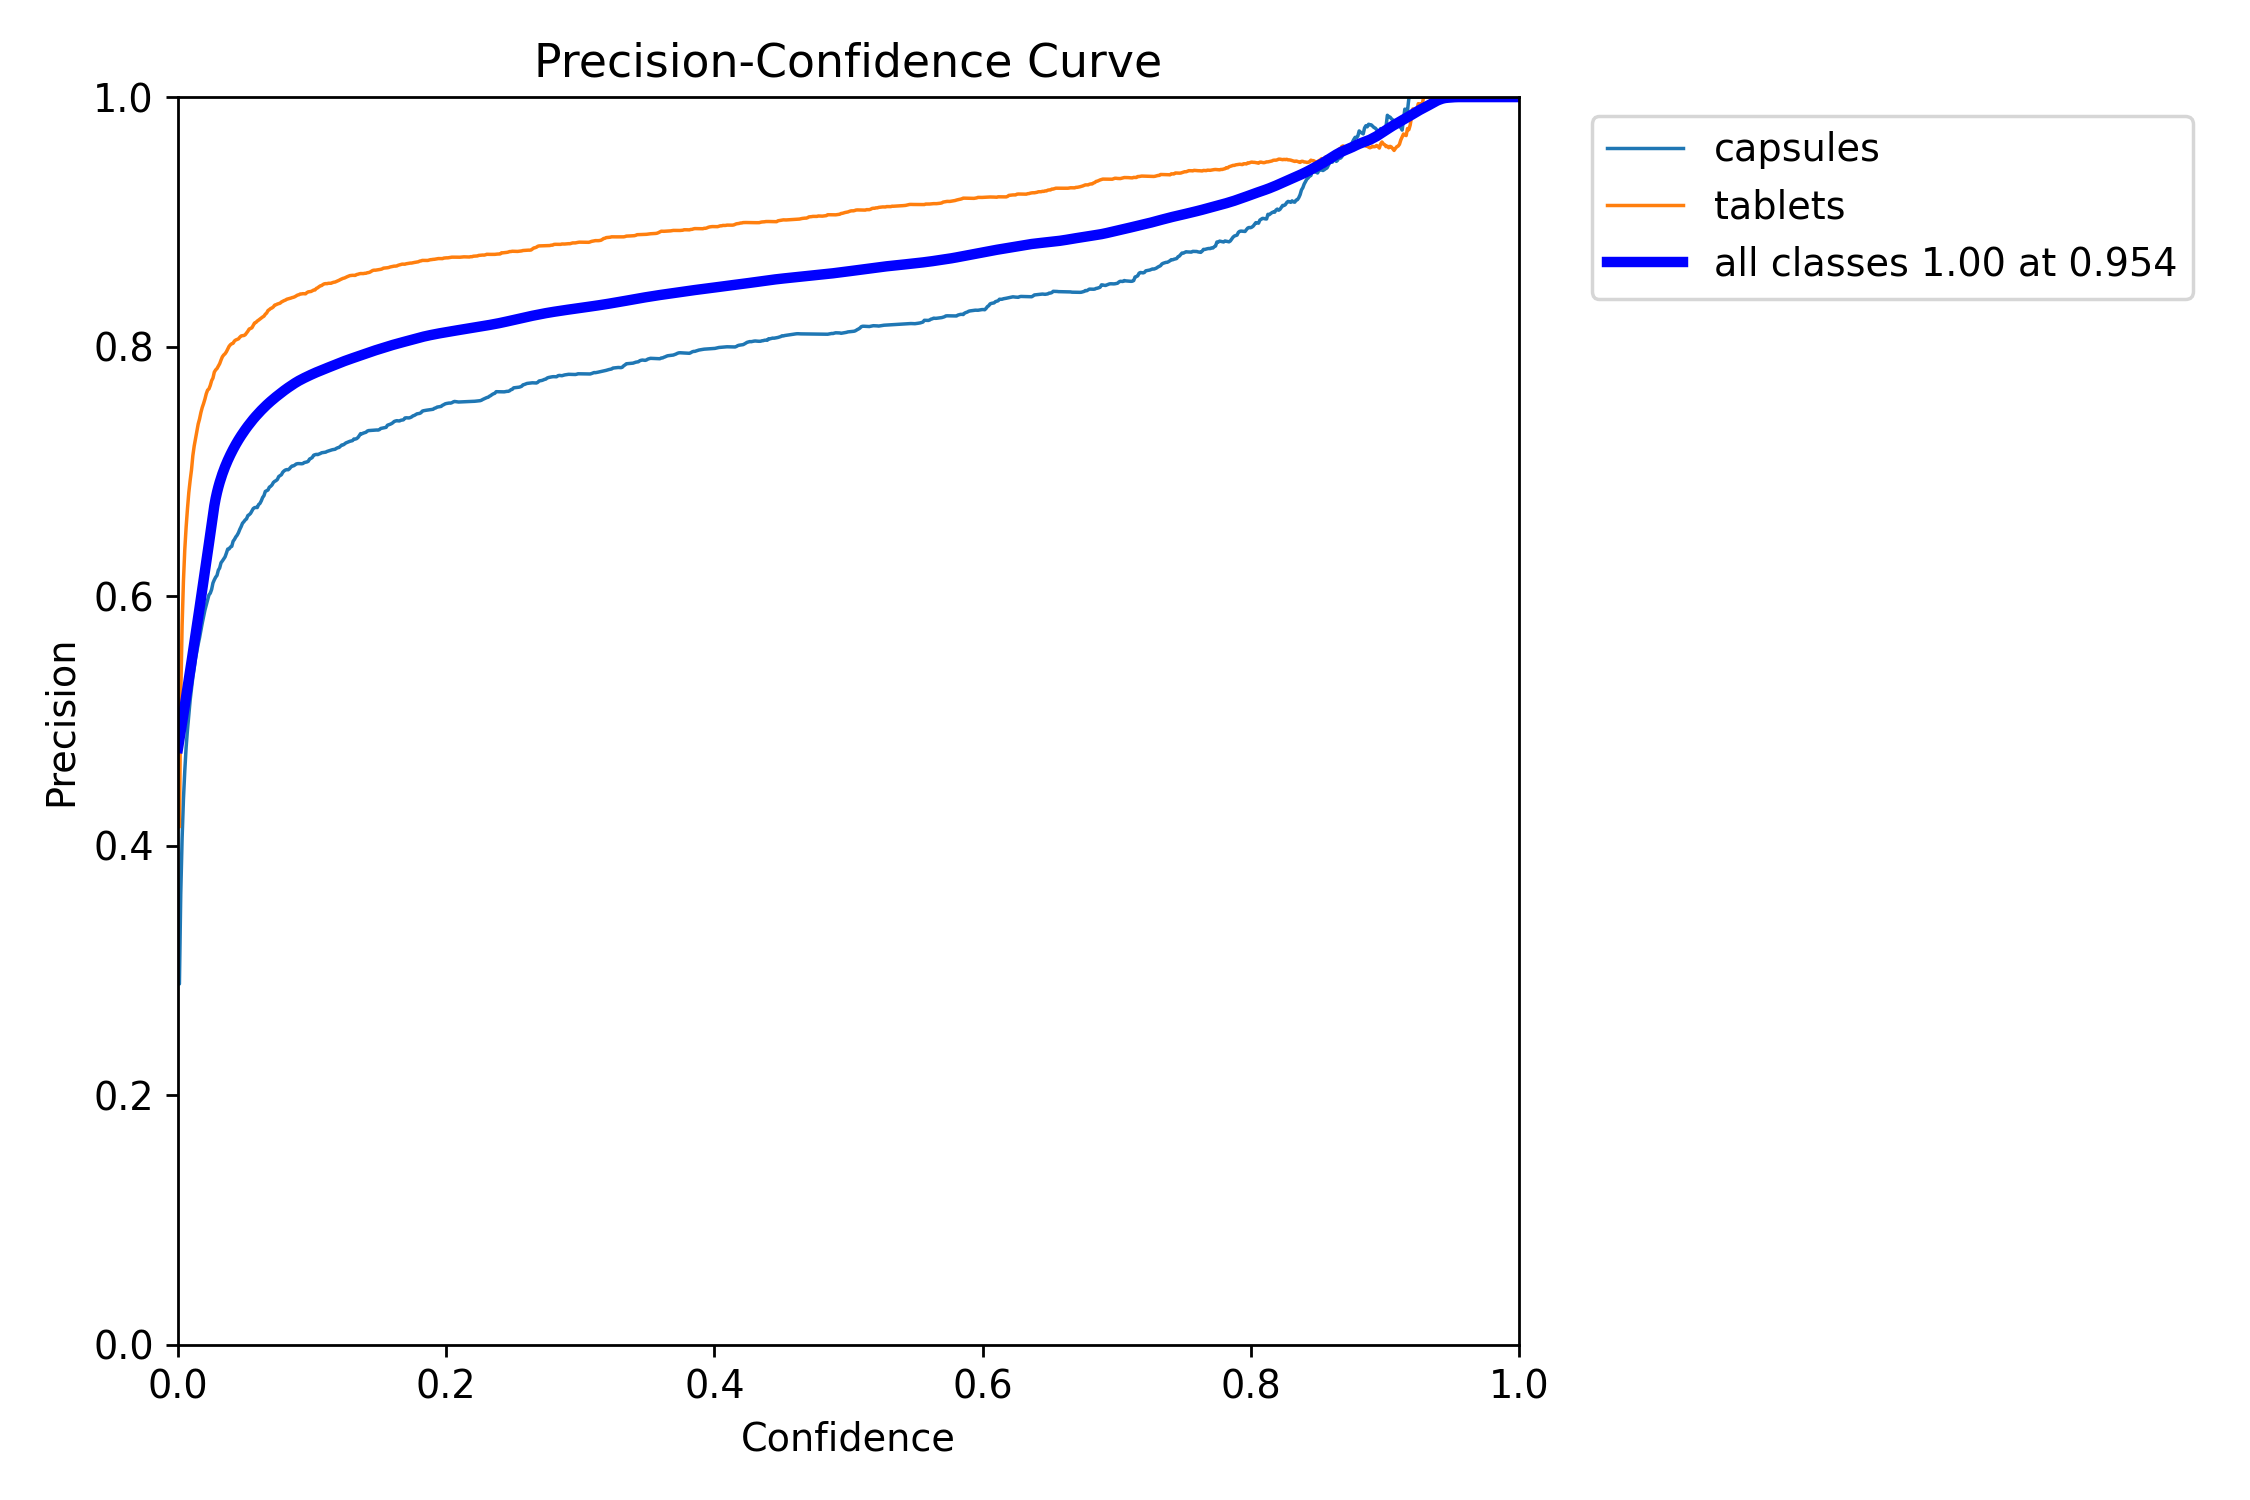 Precision-Confidence Curve
1.0
0.8
0.6
0.4
0.2
0.0
Precision
0.0 0.2 0.4 0.6 0.8 1.0
Confidence
capsules
tablets
all classes 1.00 at 0.954